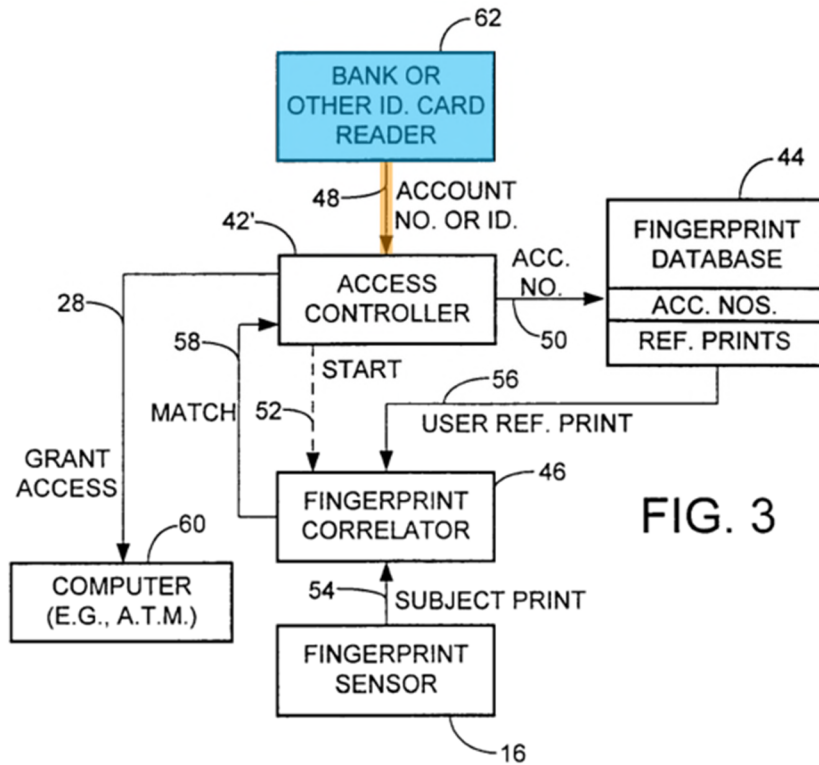 62
BANK OR
OTHER ID. CARD
READER
48
ACCOUNT
NO. OR ID.
44
FINGERPRINT
DATABASE
ACC. NOS.
REF. PRINTS
42'
ACCESS
CONTROLLER
ACC.
NO.
50
28
58
START
52
MATCH
56
USER REF. PRINT
GRANT
ACCESS
46
FINGERPRINT
CORRELATOR
FIG. 3
60
COMPUTER
(E.G., A.T.M.)
54
SUBJECT PRINT
FINGERPRINT
SENSOR
16